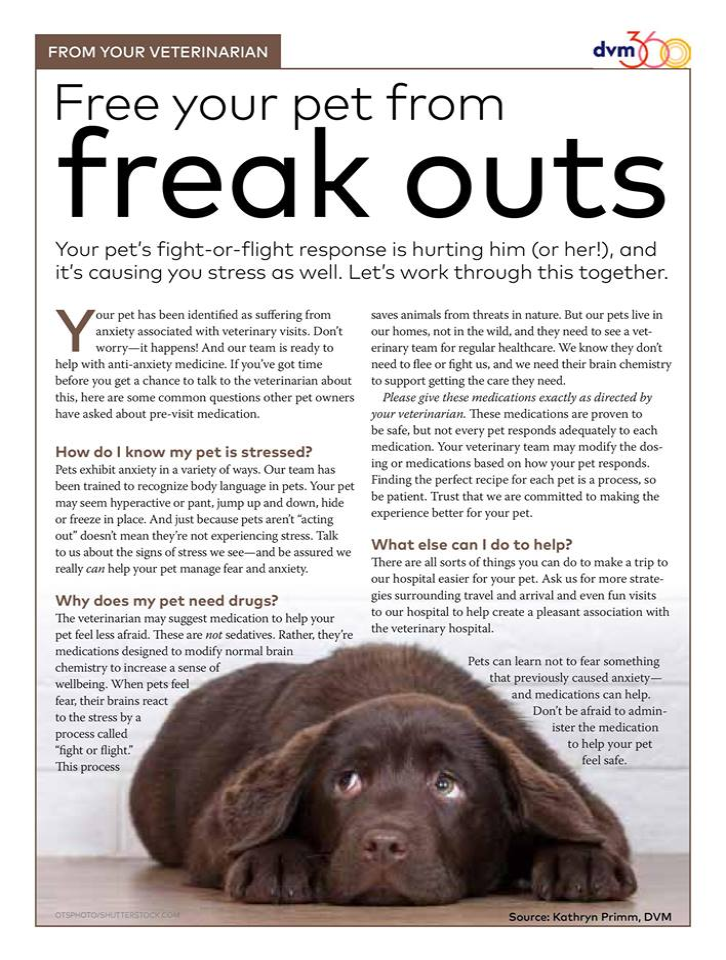 FROM YOUR VETERINARIAN
dvm360
Free your pet from
freak outs
Your pet's fight-or-flight response is hurting him (or her!), and
it's causing you stress as well. Let's work through this together.
Your pet has been identified as suffering from
anxiety associated with veterinary visits. Don't
worry—it happens! And our team is ready to
help with anti-anxiety medicine. If you've got time
before you get a chance to talk to the veterinarian about
this, here are some common questions other pet owners
have asked about pre-visit medication.
How do I know my pet is stressed?
Pets exhibit anxiety in a variety of ways. Our team has
been trained to recognize body language in pets. Your pet
may seem hyperactive or pant, jump up and down, hide
or freeze in place. And just because pets aren't “acting
out” doesn't mean they're not experiencing stress. Talk
to us about the signs of stress we see—and be assured we
really can help your pet manage fear and anxiety.
Why does my pet need drugs?
The veterinarian may suggest medication to help your
pet feel less afraid. These are not sedatives. Rather, they're
medications designed to modify normal brain
chemistry to increase a sense of
wellbeing. When pets feel
fear, their brains react
to the stress by a
process called
“fight or flight.”
This process
saves animals from threats in nature. But our pets live in
our homes, not in the wild, and they need to see a vet-
erinary team for regular healthcare. We know they don't
need to flee or fight us, and we need their brain chemistry
to support getting the care they need.
Please give these medications exactly as directed by
your veterinarian. These medications are proven to
be safe, but not every pet responds adequately to each
medication. Your veterinary team may modify the dos-
ing or medications based on how your pet responds.
Finding the perfect recipe for each pet is a process, so
be patient. Trust that we are committed to making the
experience better for your pet.
What else can I do to help?
There are all sorts of things you can do to make a trip to
our hospital easier for your pet. Ask us for more strate-
gies surrounding travel and arrival and even fun visits
to our hospital to help create a pleasant association with
the veterinary hospital.
Pets can learn not to fear something
that previously caused anxiety—
and medications can help.
Don't be afraid to admin-
ister the medication
to help your pet
feel safe.
OTSPHOTO/SHUTTERSTOCK.COM
Source: Kathryn Primm, DVM